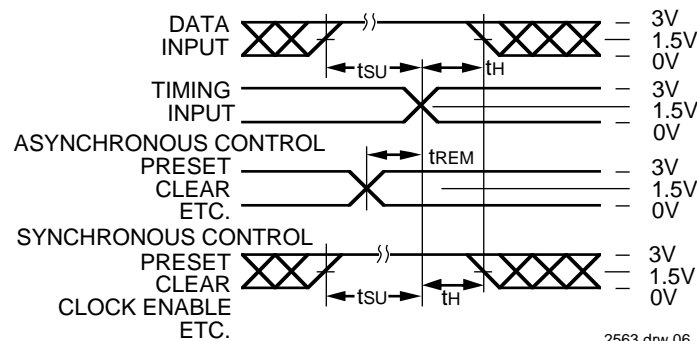 DATA
INPUT
tSU
tH
3V
1.5V
0V
TIMING
INPUT
3V
1.5V
0V
ASYNCHRONOUS CONTROL
PRESET
CLEAR
ETC.
tREM
3V
1.5V
0V
SYNCHRONOUS CONTROL
PRESET
CLEAR
CLOCK ENABLE
ETC.
tSU
tH
3V
1.5V
0V
2563 drw 06